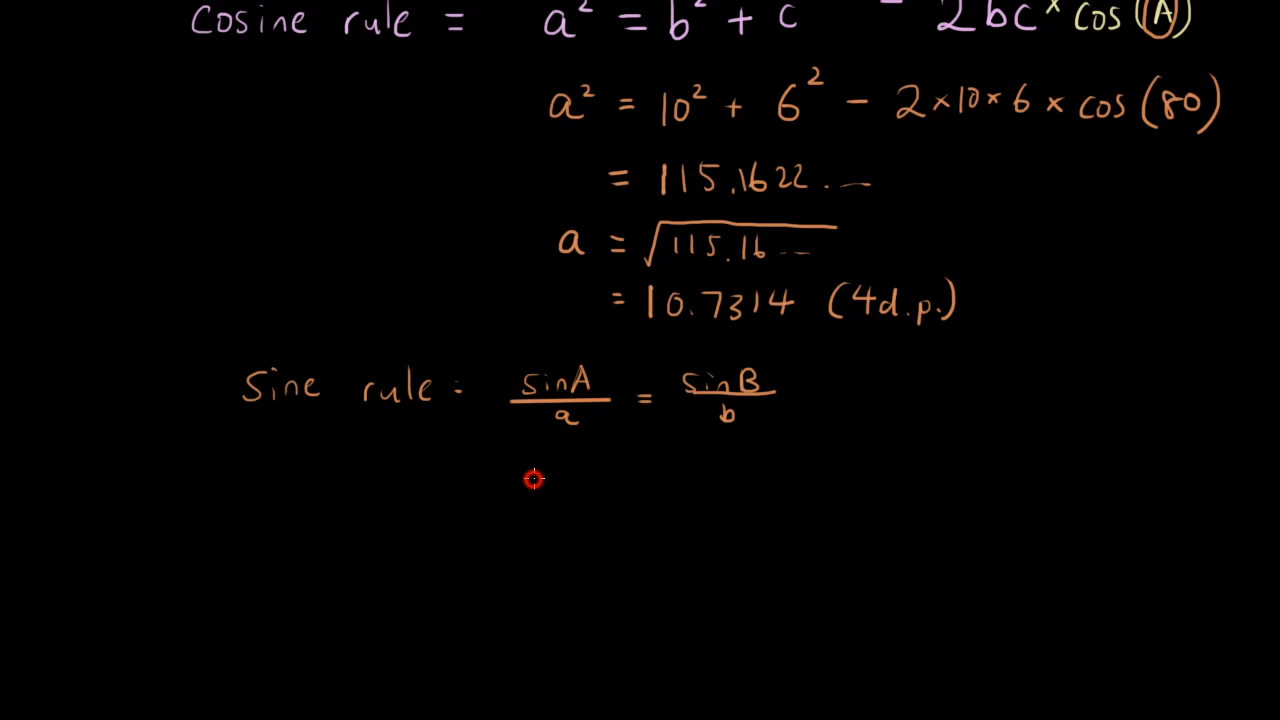 Cosine rule = a² = b² + c - 2bc × cos(A)
a² = 10² + 6² - 2×10×6 × cos(80)
= 115.1622....
a = √115.16...
= 10.7314 (4d.p.)
Sine rule: sinA/a = sinB/b